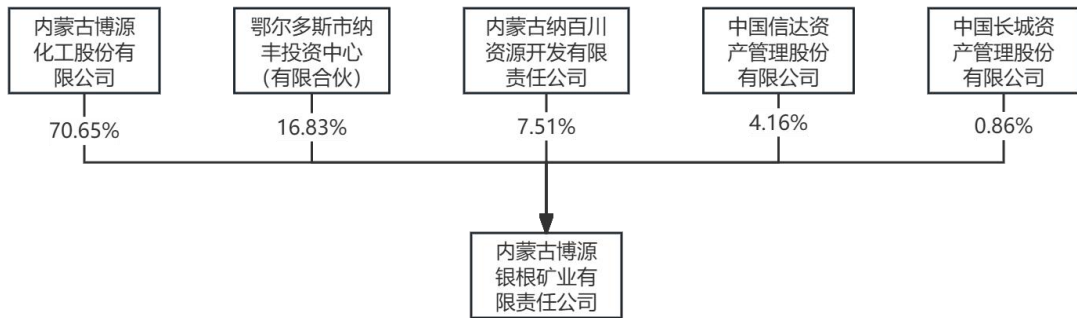 内蒙古博源
化工股份有
限公司
鄂尔多斯市纳
丰投资中心
（有限合伙）
内蒙古纳百川
资源开发有限
责任公司
中国信达资
产管理股份
有限公司
中国长城资
产管理股份
有限公司
70.65%
16.83%
7.51%
4.16%
0.86%
内蒙古博源
银根矿业有
限责任公司